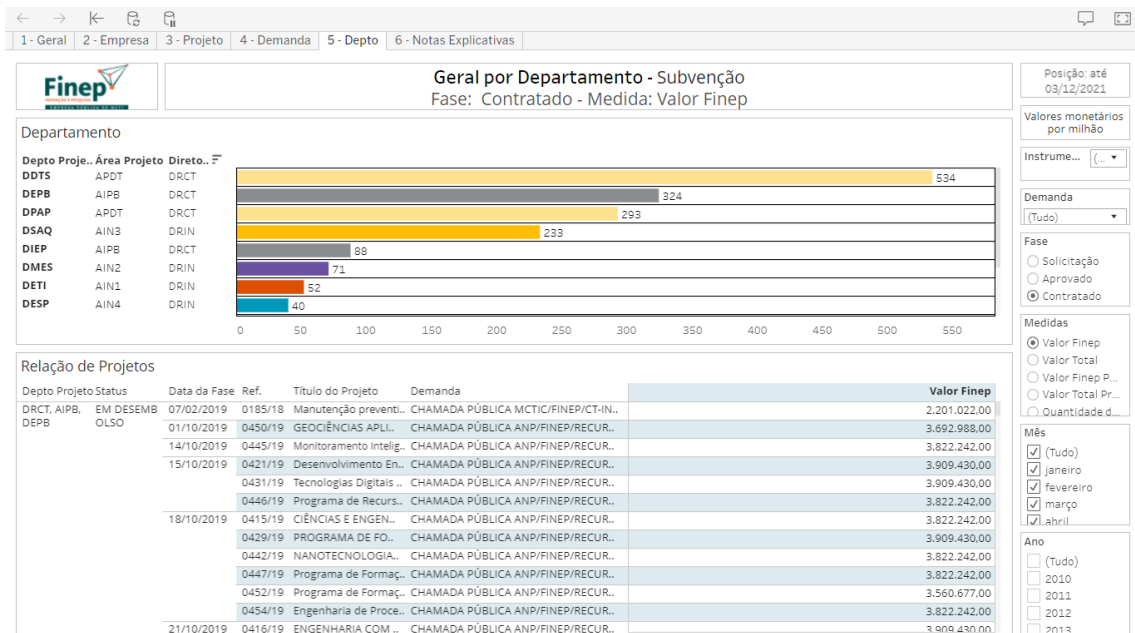 1 - Geral 2 - Empresa 3 - Projeto 4 - Demanda 5 - Depto 6 - Notas Explicativas
Finep
Geral por Departamento - Subvenção
Fase: Contratado - Medida: Valor Finep
Posição: até
03/12/2021
Valores monetários
por milhão
Departamento
Depto Proje.. Área Projeto Direto..
DDTS APDT DRCT 534
DEPB AIPB DRCT 324
DPAP APDT DRCT 293
DSAQ AIN3 DRIN 233
DIEP AIPB DRCT 88
DMES AIN2 DRIN 71
DETI AIN1 DRIN 52
DESP AIN4 DRIN 40
0 50 100 150 200 250 300 350 400 450 500 550
Relação de Projetos
Depto Projeto Status Data da Fase Ref. Título do Projeto Demanda Valor Finep
DRCT, AIPB, EM DESEMB 07/02/2019 0185/18 Manutenção preventi.. CHAMADA PÚBLICA MCTIC/FINEP/CT-IN.. 2.201.022,00
DEPB OLSO 01/10/2019 0450/19 GEOCIÊNCIAS APLI.. CHAMADA PÚBLICA ANP/FINEP/RECUR.. 3.692.988,00
14/10/2019 0445/19 Monitoramento Intelig.. CHAMADA PÚBLICA ANP/FINEP/RECUR.. 3.822.242,00
15/10/2019 0421/19 Desenvolvimento En.. CHAMADA PÚBLICA ANP/FINEP/RECUR.. 3.909.430,00
0431/19 Tecnologias Digitais .. CHAMADA PÚBLICA ANP/FINEP/RECUR.. 3.909.430,00
0446/19 Programa de Recurs.. CHAMADA PÚBLICA ANP/FINEP/RECUR.. 3.822.242,00
18/10/2019 0415/19 CIÊNCIAS E ENGEN.. CHAMADA PÚBLICA ANP/FINEP/RECUR.. 3.822.242,00
0429/19 PROGRAMA DE FO.. CHAMADA PÚBLICA ANP/FINEP/RECUR.. 3.909.430,00
0442/19 NANOTECNOLOGIA.. CHAMADA PÚBLICA ANP/FINEP/RECUR.. 3.822.242,00
0447/19 Programa de Formaç.. CHAMADA PÚBLICA ANP/FINEP/RECUR.. 3.822.242,00
0452/19 Programa de Formaç.. CHAMADA PÚBLICA ANP/FINEP/RECUR.. 3.560.677,00
0454/19 Engenharia de Proce.. CHAMADA PÚBLICA ANP/FINEP/RECUR.. 3.822.242,00
21/10/2019 0416/19 ENGENHARIA COM .. CHAMADA PÚBLICA ANP/FINEP/RECUR.. 3.909.430,00
Instrume... (...
Demanda
(Tudo)
Fase
Solicitação
Aprovado
Contratado
Medidas
Valor Finep
Valor Total
Valor Finep P...
Valor Total Pr...
Quantidade d...
Mês
(Tudo)
janeiro
fevereiro
março
abril
Ano
(Tudo)
2010
2011
2012
2013